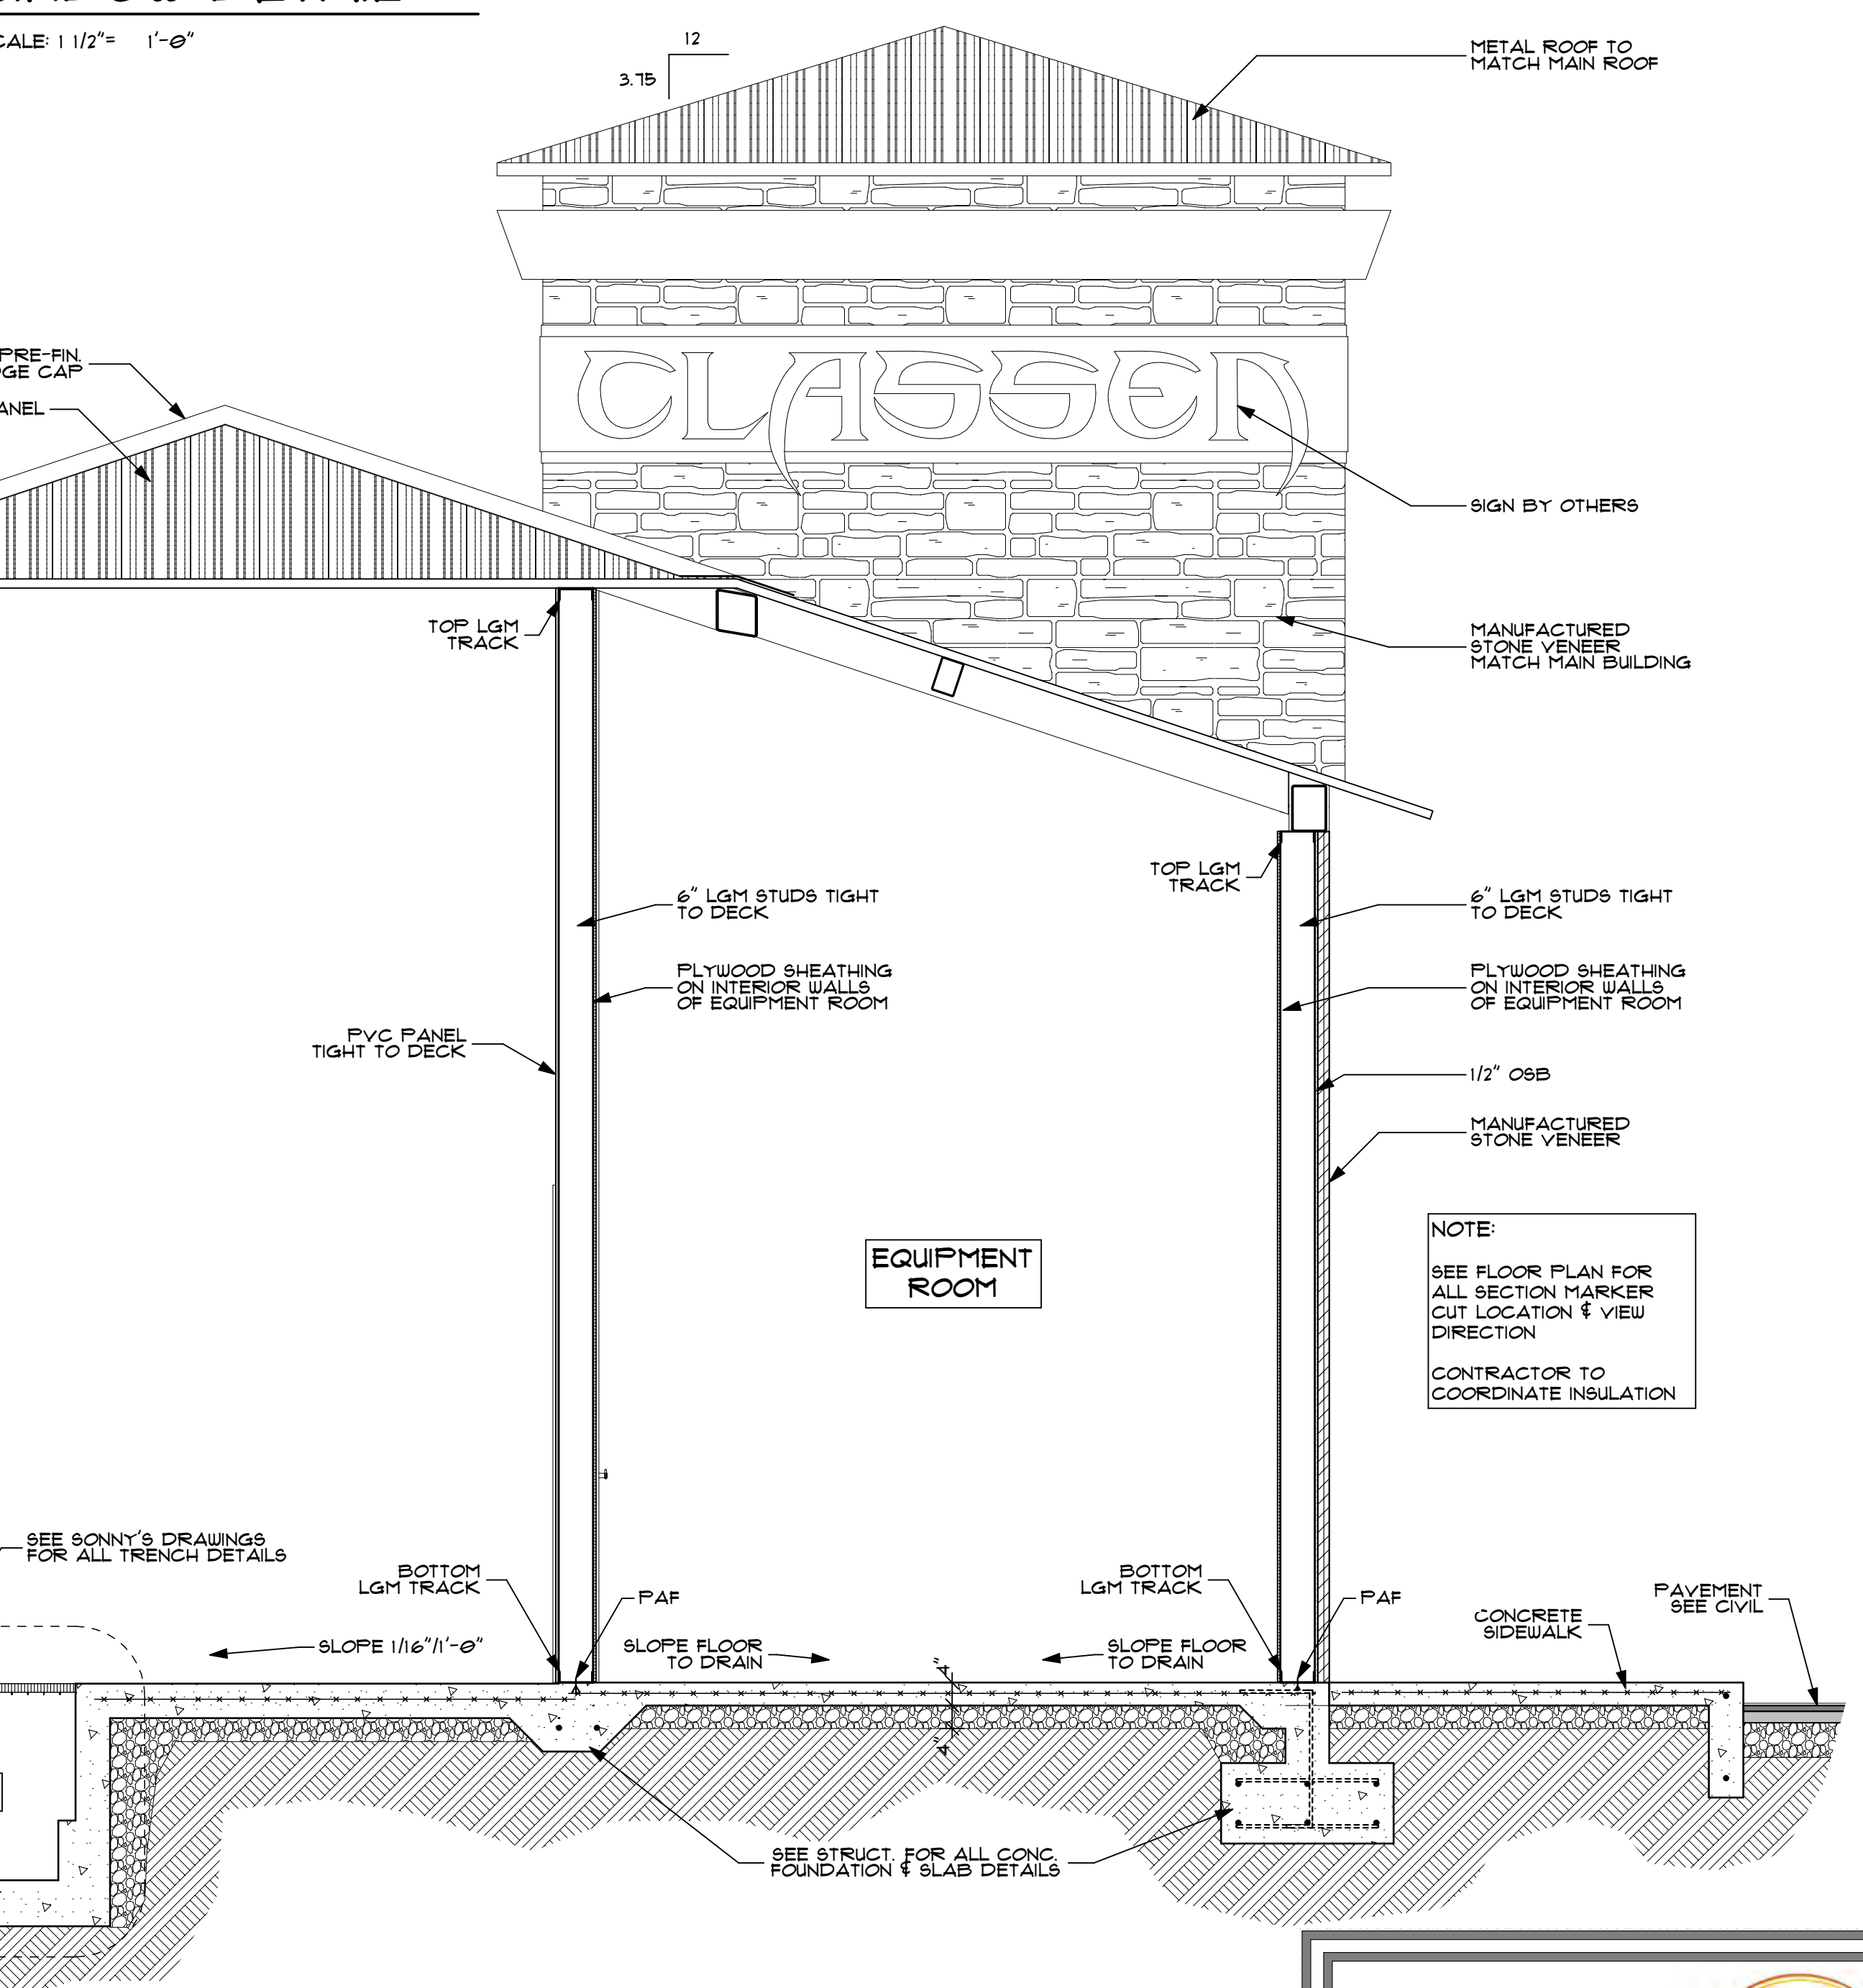 SCALE: 1 1/2"= 1'-0"
12
3.75
METAL ROOF TO
MATCH MAIN ROOF
PRE-FIN.
CAP
CLASSEN
SIGN BY OTHERS
TOP LGM
TRACK
MANUFACTURED
STONE VENEER
MATCH MAIN BUILDING
TOP LGM
TRACK
6" LGM STUDS TIGHT
TO DECK
6" LGM STUDS TIGHT
TO DECK
PLYWOOD SHEATHING
ON INTERIOR WALLS
OF EQUIPMENT ROOM
PLYWOOD SHEATHING
ON INTERIOR WALLS
OF EQUIPMENT ROOM
PVC PANEL
TIGHT TO DECK
1/2" OSB
MANUFACTURED
STONE VENEER
EQUIPMENT
ROOM
NOTE:
SEE FLOOR PLAN FOR
ALL SECTION MARKER
CUT LOCATION & VIEW
DIRECTION
CONTRACTOR TO
COORDINATE INSULATION
SEE SONNY'S DRAWINGS
FOR ALL TRENCH DETAILS
BOTTOM
LGM TRACK
PAF
BOTTOM
LGM TRACK
PAF
PAVEMENT
SEE CIVIL
CONCRETE
SIDEWALK
SLOPE 1/16"/1'-0"
SLOPE FLOOR
TO DRAIN
SLOPE FLOOR
TO DRAIN
4"
4"
SEE STRUCT. FOR ALL CONC.
FOUNDATION & SLAB DETAILS